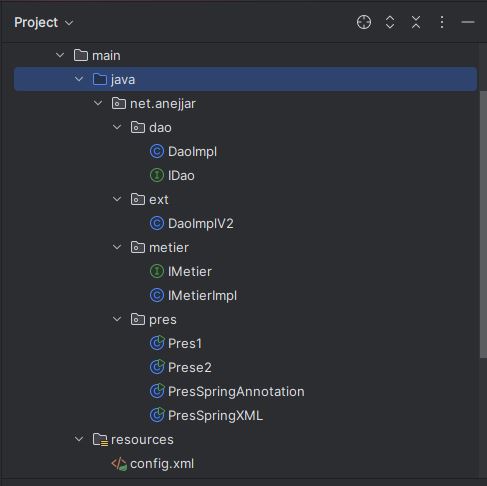 Project
main
java
net.anejjar
dao
DaoImpl
IDao
ext
DaoImplV2
metier
IMetier
IMetierImpl
pres
Pres1
Prese2
PresSpringAnnotation
PresSpringXML
resources
config.xml